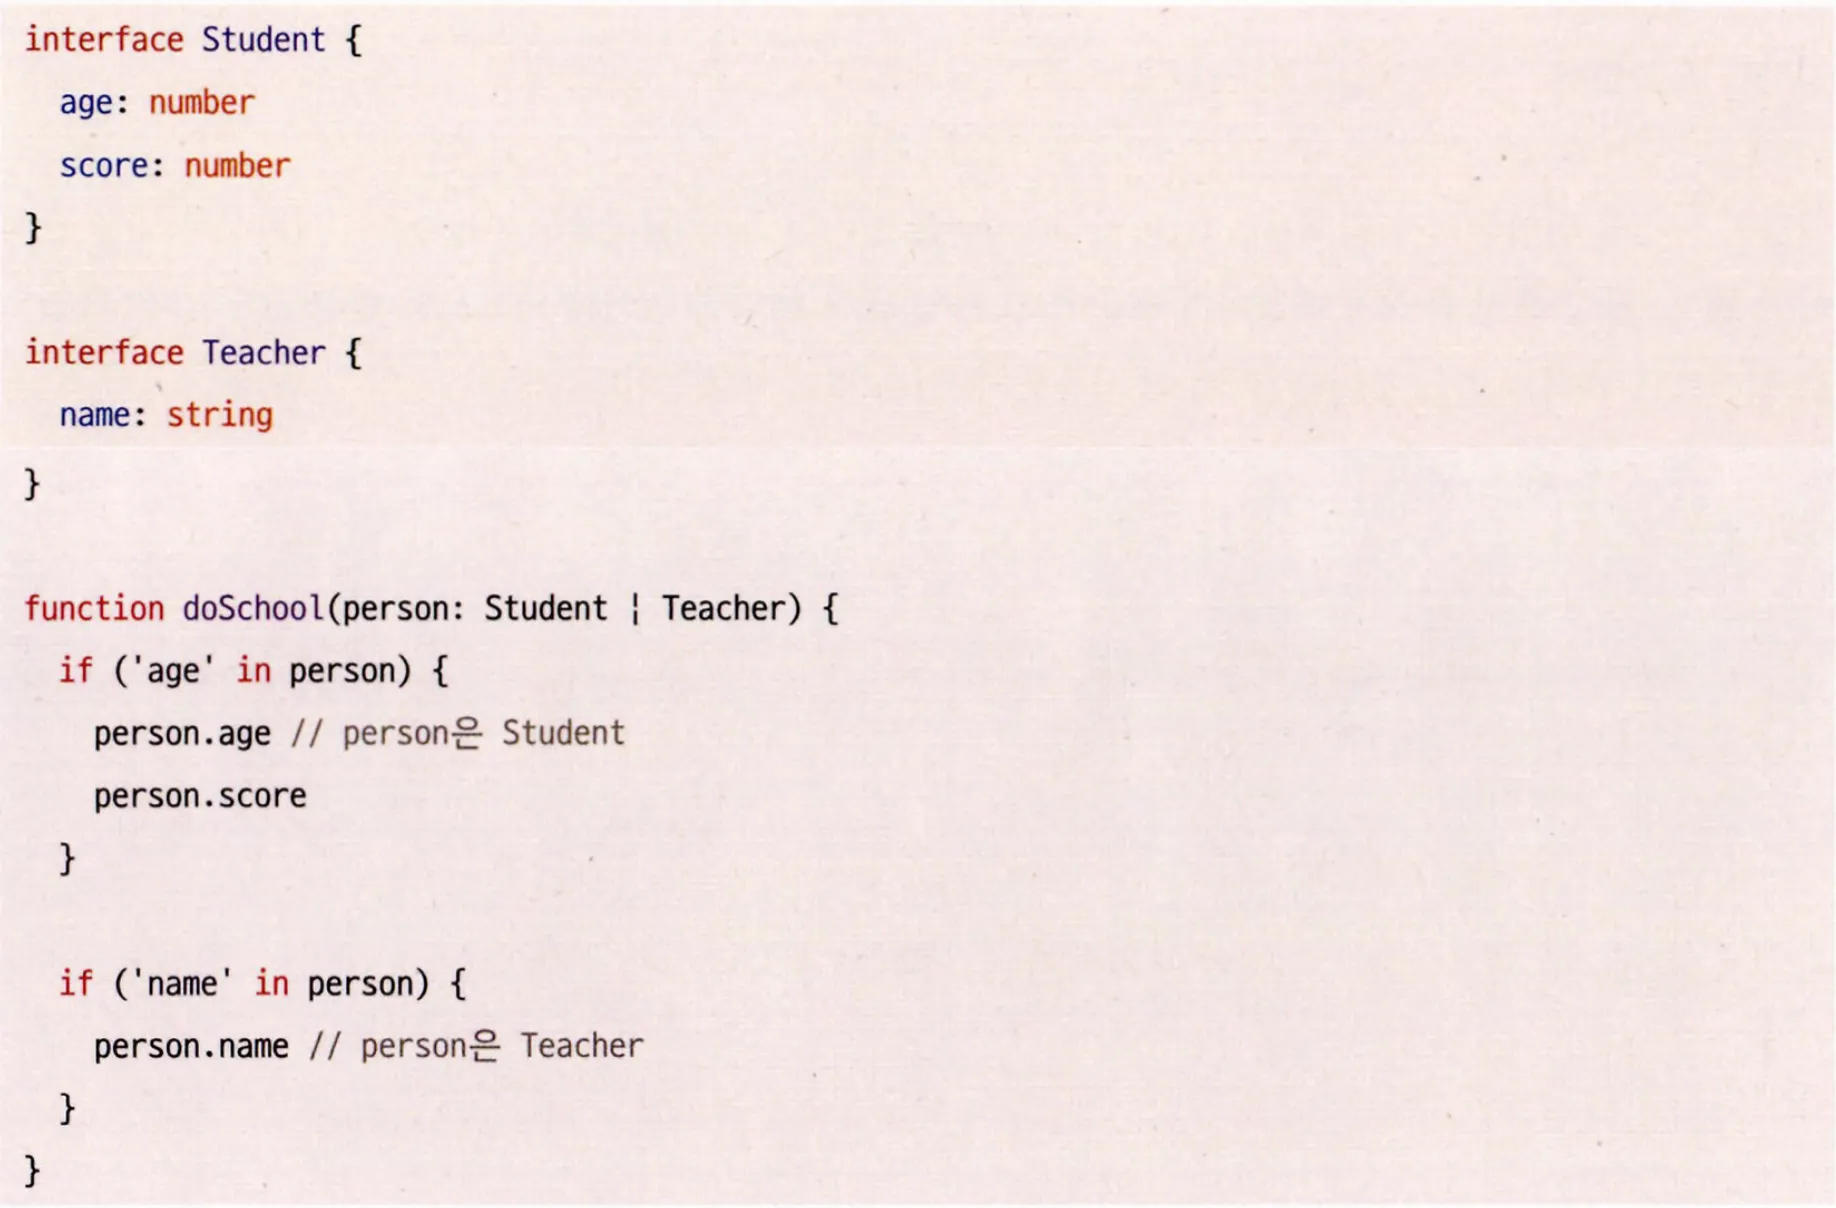 interface Student {
  age: number
  score: number
}

interface Teacher {
  name: string
}

function doSchool(person: Student | Teacher) {
  if ('age' in person) {
    person.age // person은 Student
    person.score
  }

  if ('name' in person) {
    person.name // person은 Teacher
  }
}